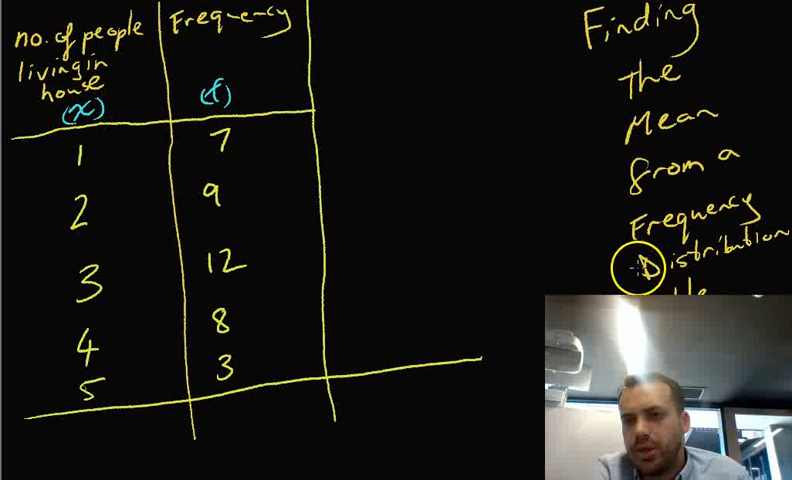 no. of people
living in
house
(x)
Frequency
(f)
1 7
2 9
3 12
4 8
5 3
Finding
the
Mean
from a
Frequency
Distribution